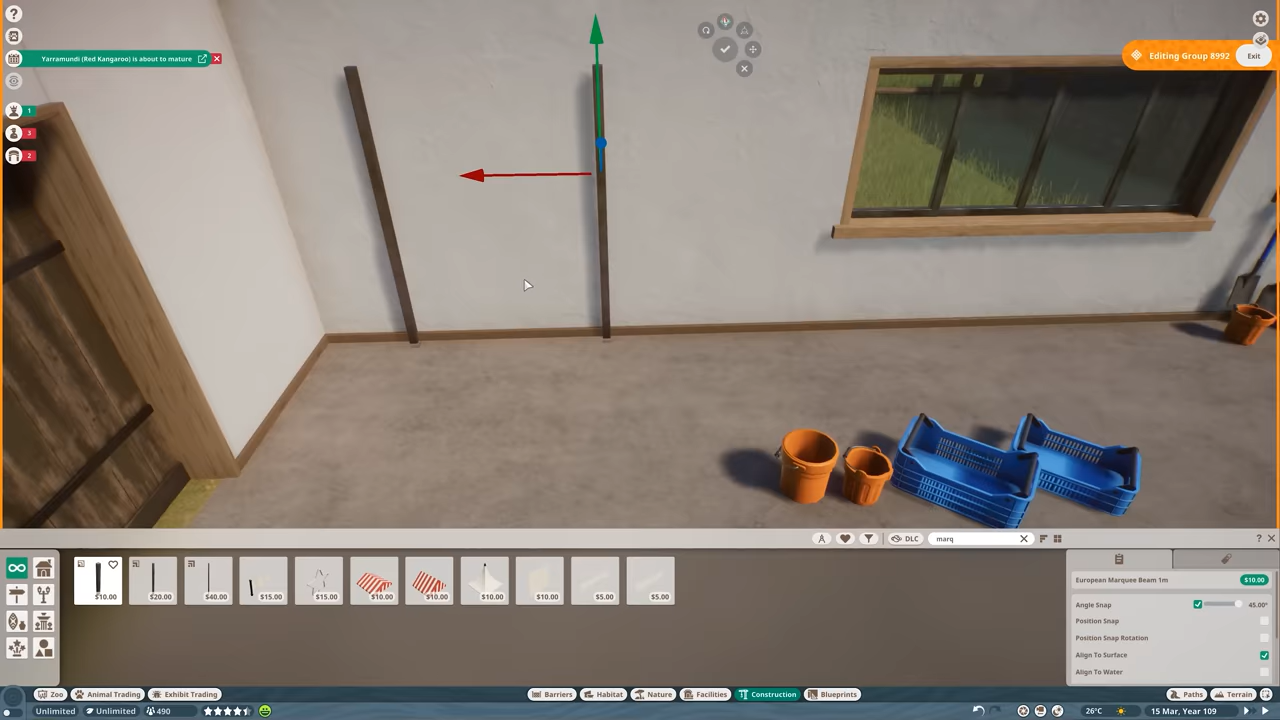 Yarramundi (Red Kangaroo) is about to mature
Editing Group 8992
Exit
1
3
2
DLC
marq
$10.00
$20.00
$40.00
$15.00
$15.00
$10.00
$10.00
$10.00
$10.00
$5.00
$5.00
European Marquee Beam 1m
$10.00
Angle Snap
45.00°
Position Snap
Position Snap Rotation
Align To Surface
Align To Water
Zoo
Animal Trading
Exhibit Trading
Barriers
Habitat
Nature
Facilities
Construction
Blueprints
Paths
Terrain
Unlimited
Unlimited
490
26°C
15 Mar, Year 109